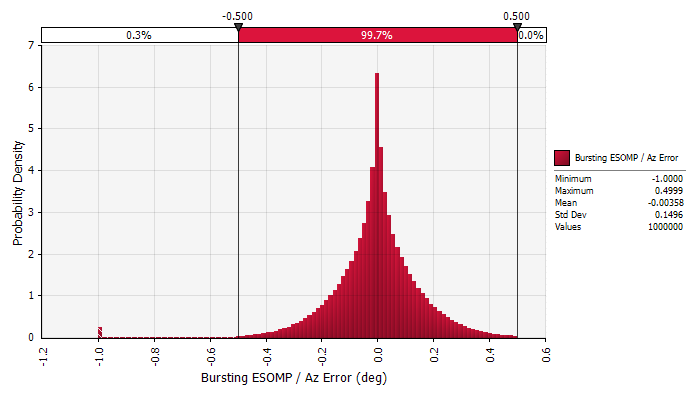 -0.500 0.500
0.3% 99.7% 0.0%
7
6
5
4
3
2
1
0
Probability Density
-1.2 -1.0 -0.8 -0.6 -0.4 -0.2 0.0 0.2 0.4 0.6
Bursting ESOMP / Az Error (deg)
Bursting ESOMP / Az Error
Minimum -1.0000
Maximum 0.4999
Mean -0.00358
Std Dev 0.1496
Values 1000000